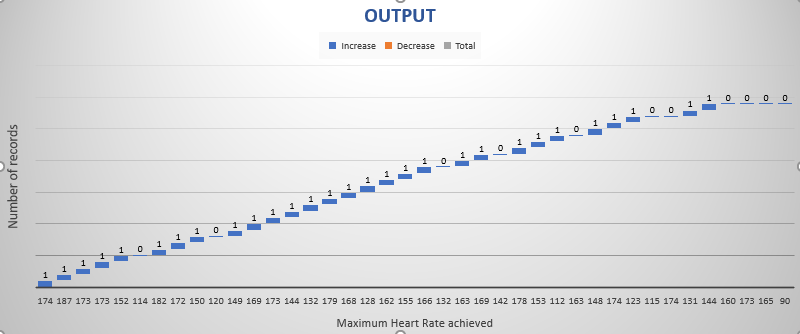 OUTPUT
Increase Decrease Total
Number of records
1 1 1 1 1 0 1 1 1 0 1 1 1 1 1 1 1 1 1 1 1 0 1 1 0 1 1 1 0 1 1 1 0 0 1 1 0 0 0 0
174 187 173 173 152 114 182 172 150 120 149 169 173 144 132 179 168 128 162 155 166 132 163 169 142 178 153 112 163 148 174 123 115 174 131 144 160 173 165 90
Maximum Heart Rate achieved